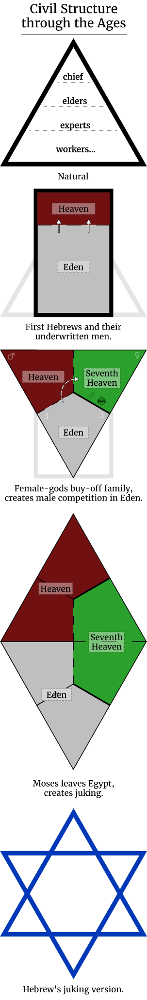 Civil Structure
through the Ages
chief
elders
experts
workers...
Natural
Heaven
Eden
First Hebrews and their
underwritten men.
♂
♀
Heaven
Seventh
Heaven
3
2
Eden
Female-gods buy-off family,
creates male competition in Eden.
Heaven
Seventh
Heaven
Eden
Moses leaves Egypt,
creates juking.
Hebrew's juking version.